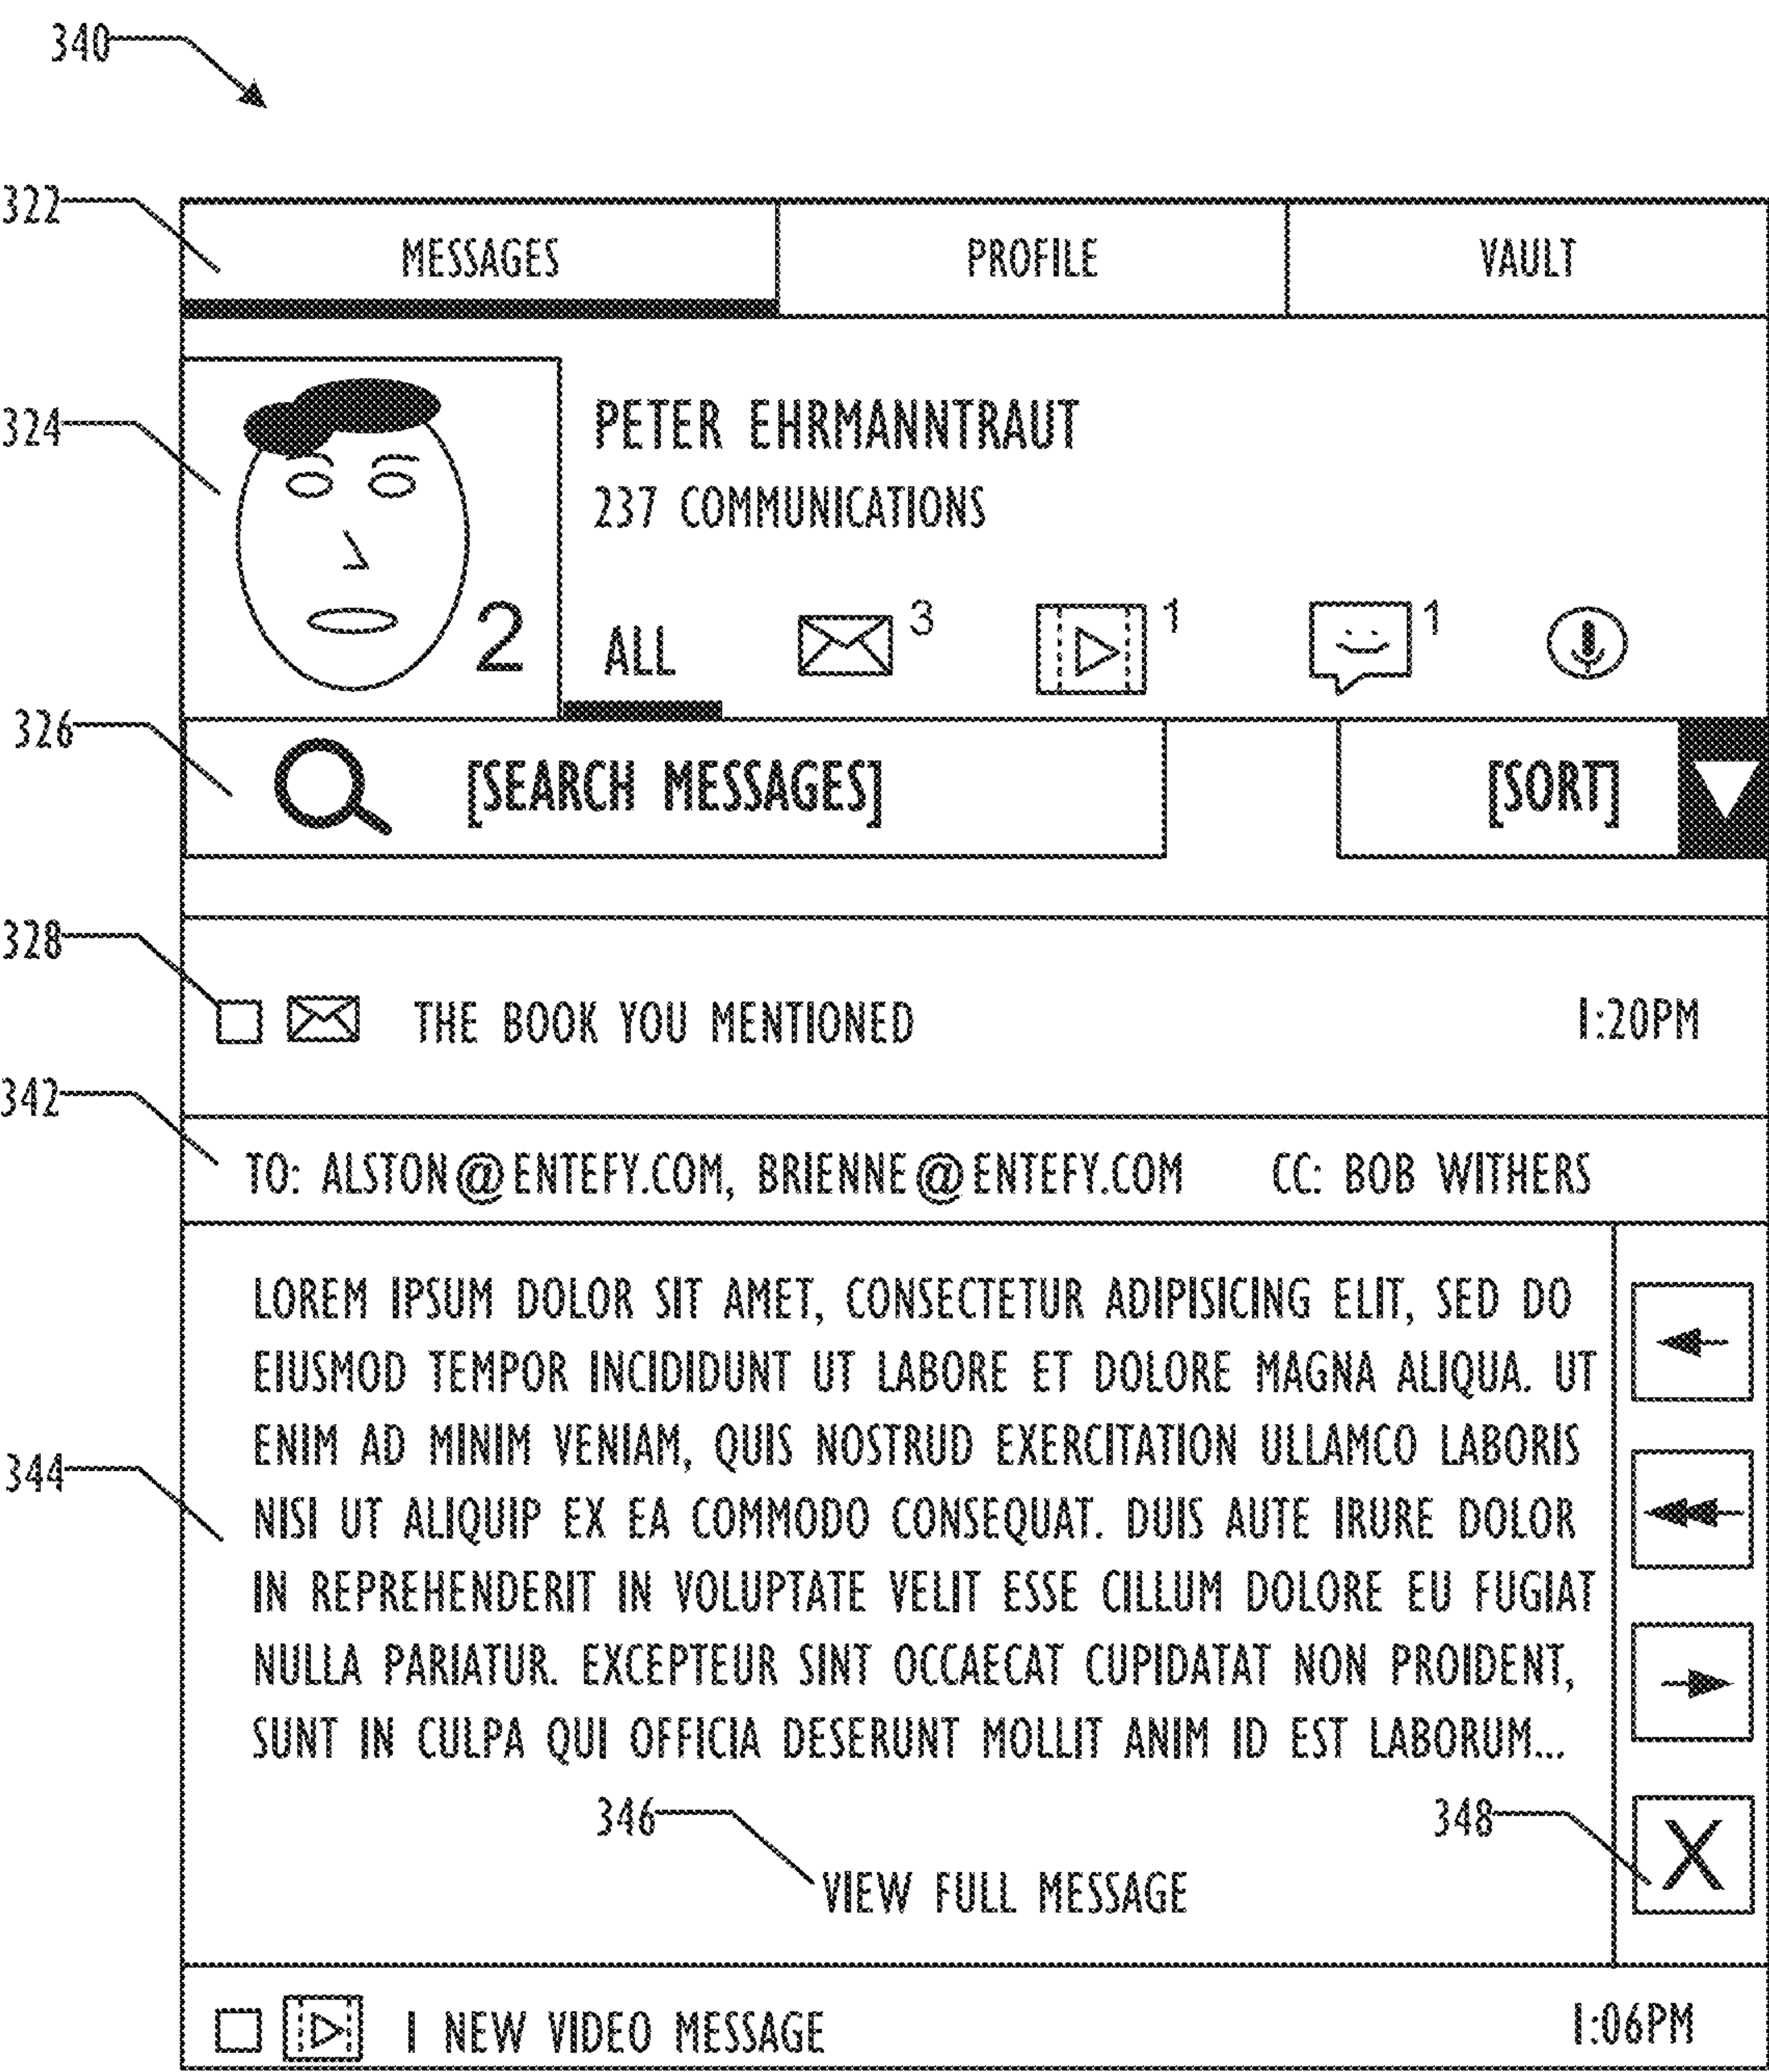 340
322
MESSAGES PROFILE VAULT
324
PETER EHRMANNTRAUT
237 COMMUNICATIONS
2 ALL 3 1 1
326
[SEARCH MESSAGES] [SORT]
328
THE BOOK YOU MENTIONED 1:20PM
342
TO: ALSTON@ENTEFY.COM, BRIENNE@ENTEFY.COM CC: BOB WITHERS
LOREM IPSUM DOLOR SIT AMET, CONSECTETUR ADIPISICING ELIT, SED DO
EIUSMOD TEMPOR INCIDIDUNT UT LABORE ET DOLORE MAGNA ALIQUA. UT
ENIM AD MINIM VENIAM, QUIS NOSTRUD EXERCITATION ULLAMCO LABORIS
344
NISI UT ALIQUIP EX EA COMMODO CONSEQUAT. DUIS AUTE IRURE DOLOR
IN REPREHENDERIT IN VOLUPTATE VELIT ESSE CILLUM DOLORE EU FUGIAT
NULLA PARIATUR. EXCEPTEUR SINT OCCAECAT CUPIDATAT NON PROIDENT,
SUNT IN CULPA QUI OFFICIA DESERUNT MOLLIT ANIM ID EST LABORUM...
346 348
VIEW FULL MESSAGE X
1 NEW VIDEO MESSAGE 1:06PM